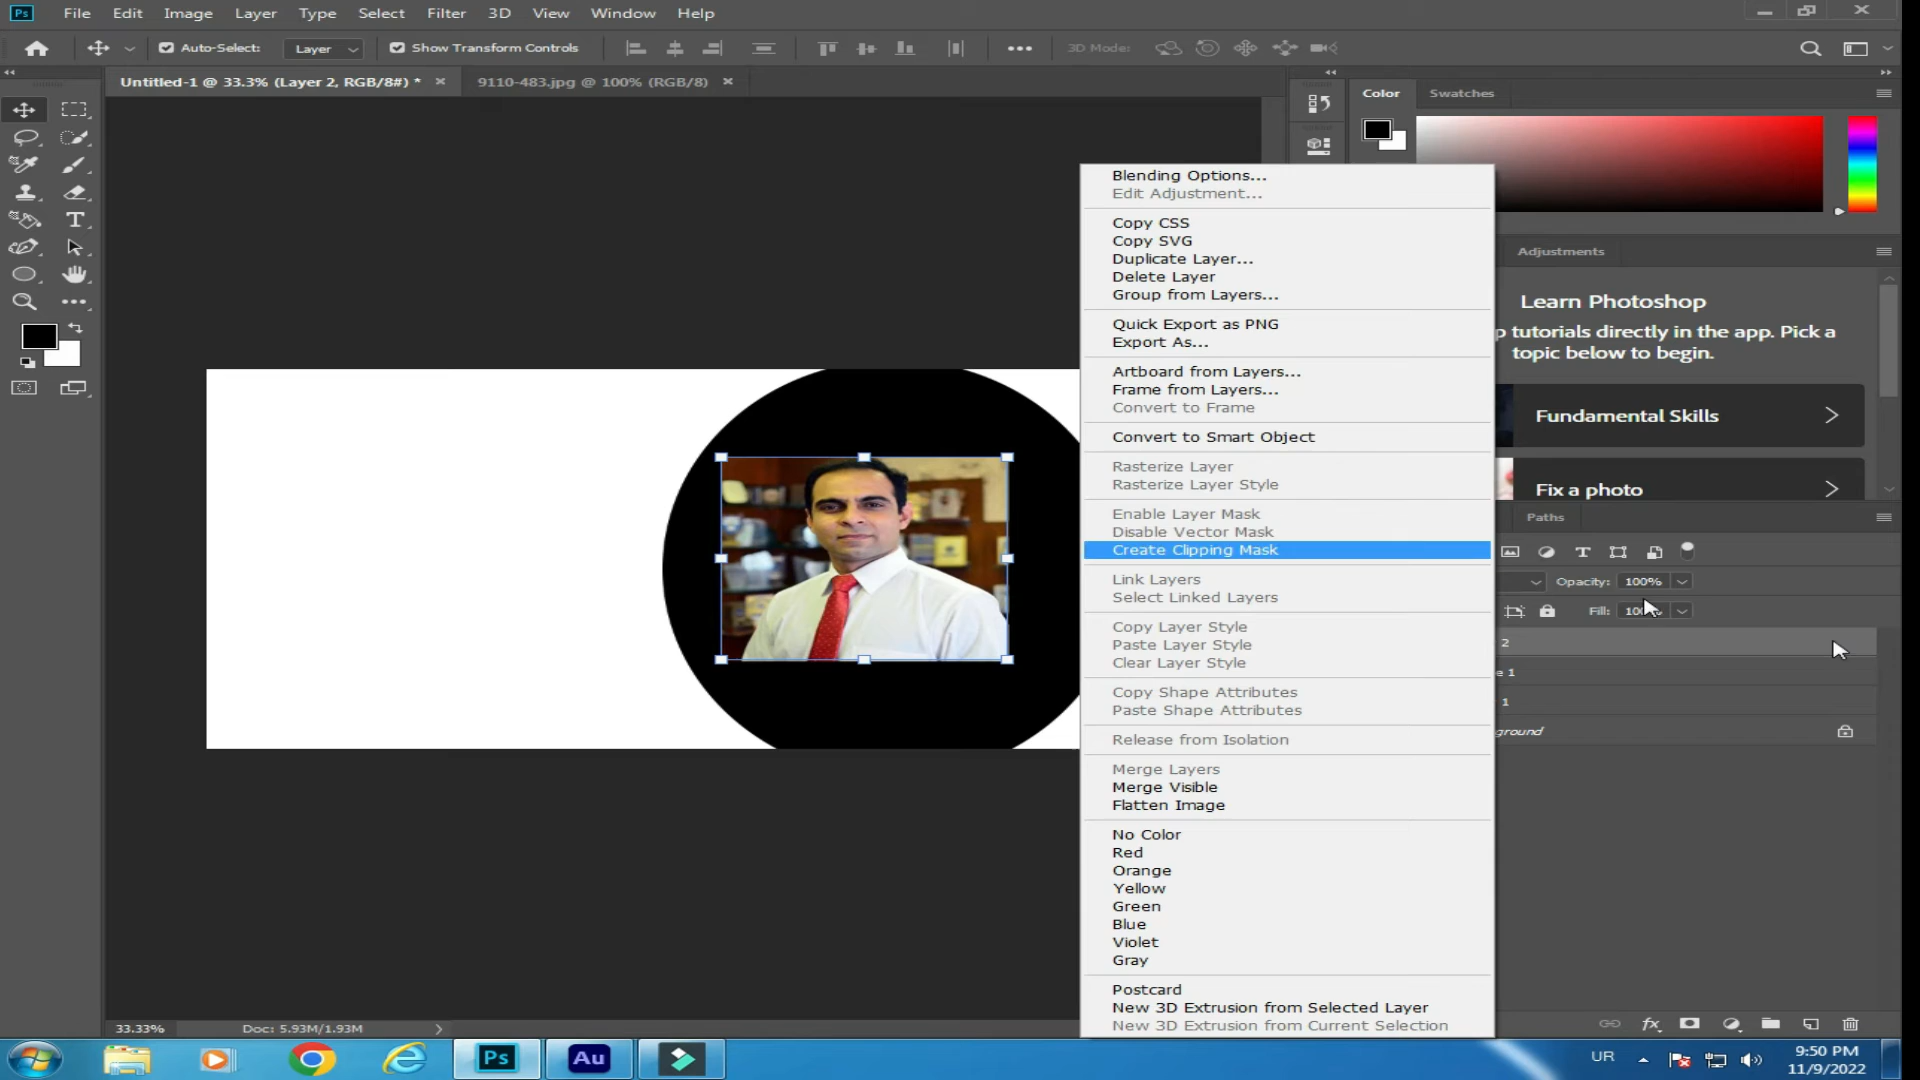 Ps File Edit Image Layer Type Select Filter 3D View Window Help
Auto-Select: Layer Show Transform Controls 3D Mode:
Untitled-1 @ 33.3% (Layer 2, RGB/8#) * 9110-483.jpg @ 100% (RGB/8)
Color Swatches
Blending Options...
Edit Adjustment...
Copy CSS
Copy SVG
Duplicate Layer...
Delete Layer
Group from Layers...
Quick Export as PNG
Export As...
Artboard from Layers...
Frame from Layers...
Convert to Frame
Convert to Smart Object
Rasterize Layer
Rasterize Layer Style
Enable Layer Mask
Disable Vector Mask
Create Clipping Mask
Link Layers
Select Linked Layers
Copy Layer Style
Paste Layer Style
Clear Layer Style
Copy Shape Attributes
Paste Shape Attributes
Release from Isolation
Merge Layers
Merge Visible
Flatten Image
No Color
Red
Orange
Yellow
Green
Blue
Violet
Gray
Postcard
New 3D Extrusion from Selected Layer
New 3D Extrusion from Current Selection
Adjustments
Learn Photoshop
p tutorials directly in the app. Pick a
topic below to begin.
Fundamental Skills
Fix a photo
Paths
Opacity: 100%
Fill:
2
e 1
1
ground
fx
33.33% Doc: 5.93M/1.93M
Ps Au UR 9:50 PM
11/9/2022